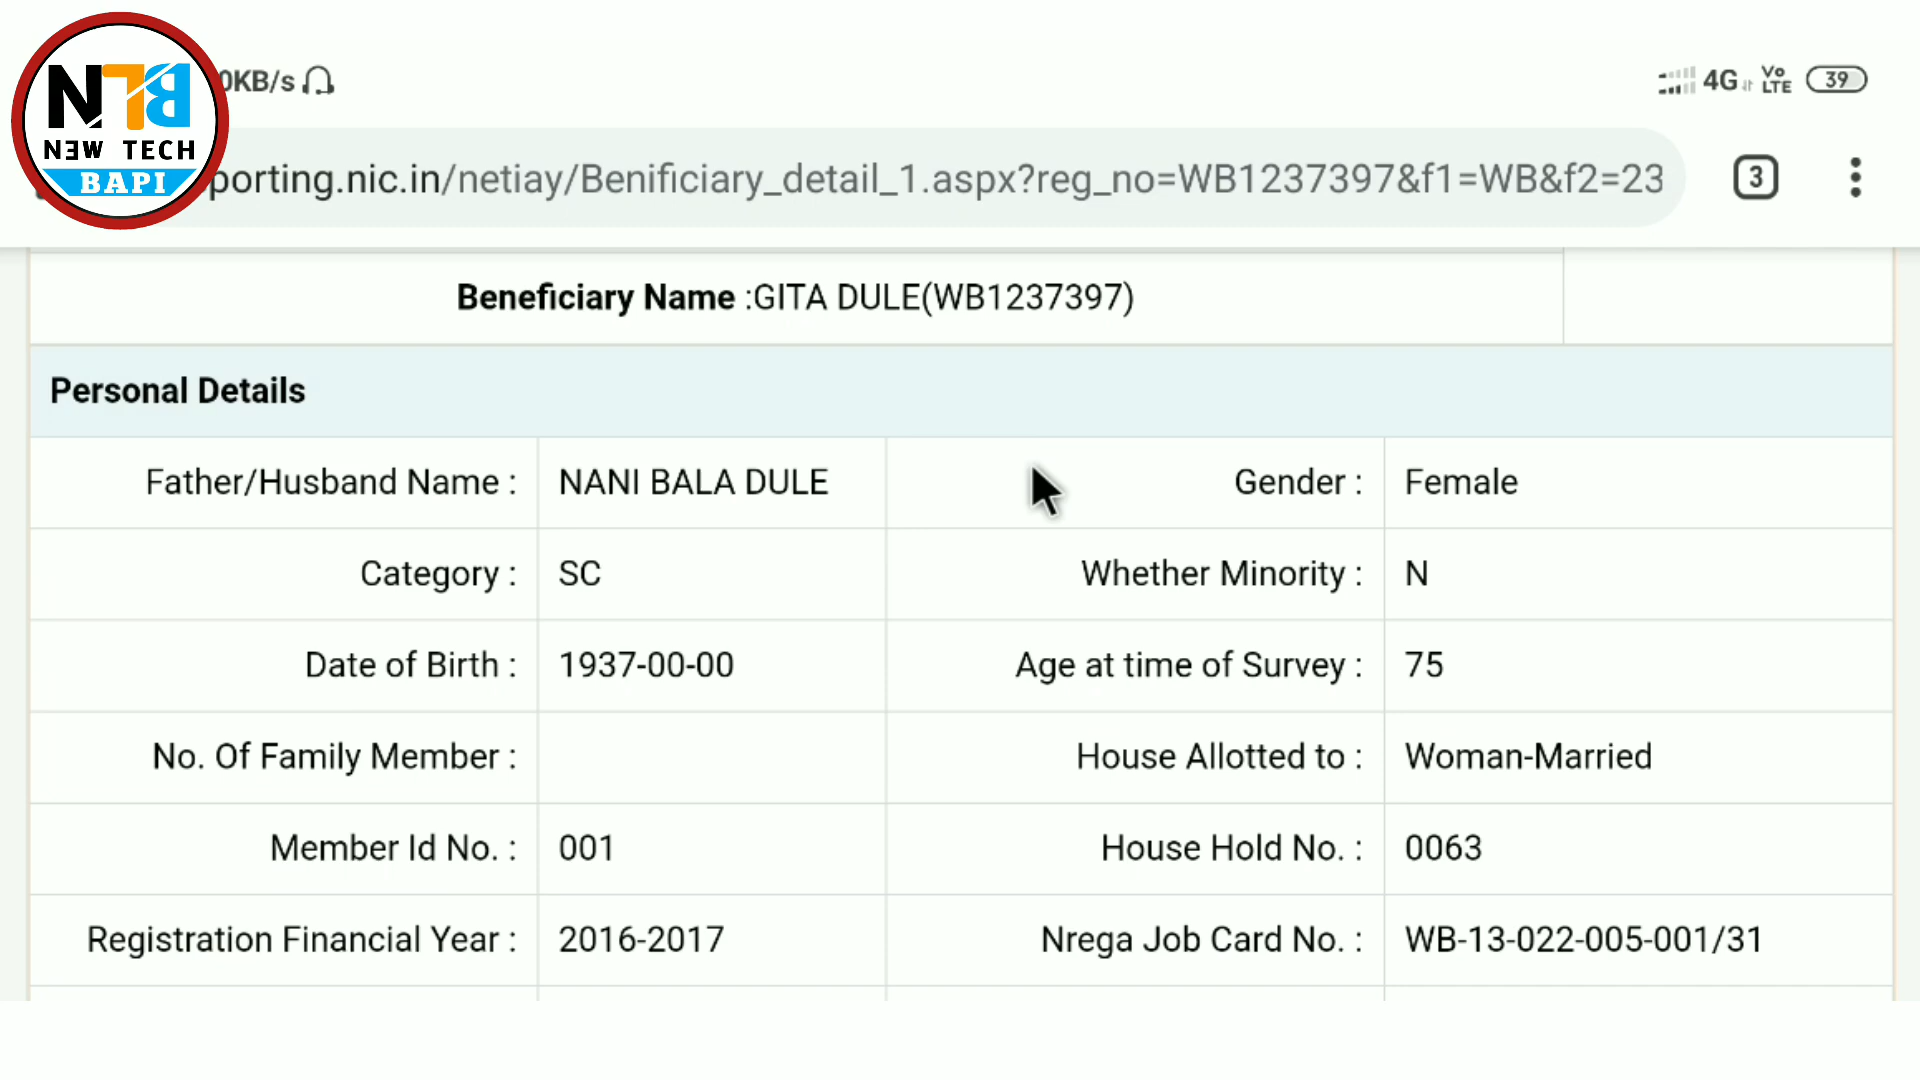 0KB/s 4G Vo LTE 39
NTB
NEW TECH
BAPI
porting.nic.in/netiay/Benificiary_detail_1.aspx?reg_no=WB1237397&f1=WB&f2=23 3
Beneficiary Name :GITA DULE(WB1237397)
Personal Details
Father/Husband Name : NANI BALA DULE Gender : Female
Category : SC Whether Minority : N
Date of Birth : 1937-00-00 Age at time of Survey : 75
No. Of Family Member : House Allotted to : Woman-Married
Member Id No. : 001 House Hold No. : 0063
Registration Financial Year : 2016-2017 Nrega Job Card No. : WB-13-022-005-001/31